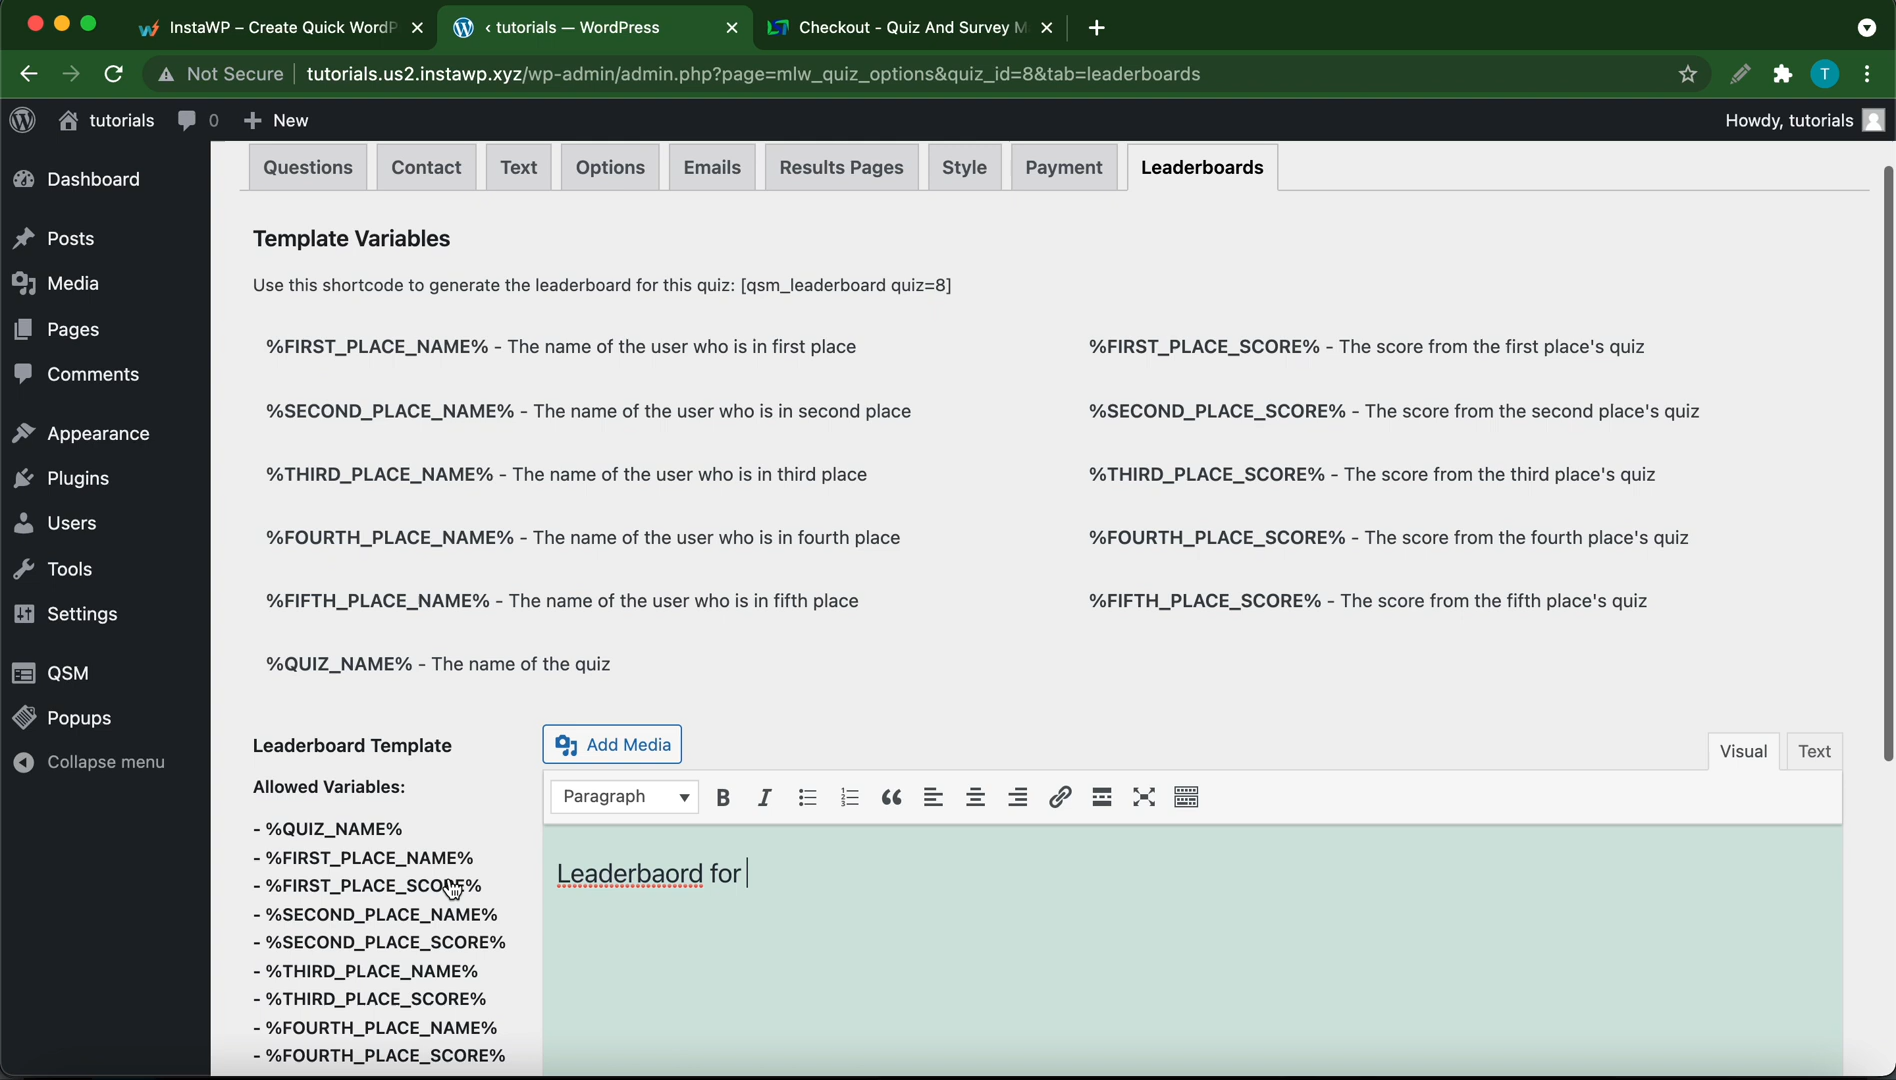 InstaWP – Create Quick WordP
‹ tutorials — WordPress
Checkout - Quiz And Survey M
Not Secure
tutorials.us2.instawp.xyz/wp-admin/admin.php?page=mlw_quiz_options&quiz_id=8&tab=leaderboards
T
tutorials
0
New
Howdy, tutorials
Dashboard
Posts
Media
Pages
Comments
Appearance
Plugins
Users
Tools
Settings
QSM
Popups
Collapse menu
Questions
Contact
Text
Options
Emails
Results Pages
Style
Payment
Leaderboards
Template Variables
Use this shortcode to generate the leaderboard for this quiz: [qsm_leaderboard quiz=8]
%FIRST_PLACE_NAME% - The name of the user who is in first place
%FIRST_PLACE_SCORE% - The score from the first place's quiz
%SECOND_PLACE_NAME% - The name of the user who is in second place
%SECOND_PLACE_SCORE% - The score from the second place's quiz
%THIRD_PLACE_NAME% - The name of the user who is in third place
%THIRD_PLACE_SCORE% - The score from the third place's quiz
%FOURTH_PLACE_NAME% - The name of the user who is in fourth place
%FOURTH_PLACE_SCORE% - The score from the fourth place's quiz
%FIFTH_PLACE_NAME% - The name of the user who is in fifth place
%FIFTH_PLACE_SCORE% - The score from the fifth place's quiz
%QUIZ_NAME% - The name of the quiz
Leaderboard Template
Allowed Variables:
- %QUIZ_NAME%
- %FIRST_PLACE_NAME%
- %FIRST_PLACE_SCORE%
- %SECOND_PLACE_NAME%
- %SECOND_PLACE_SCORE%
- %THIRD_PLACE_NAME%
- %THIRD_PLACE_SCORE%
- %FOURTH_PLACE_NAME%
- %FOURTH_PLACE_SCORE%
Add Media
Visual
Text
Paragraph
Leaderbaord for